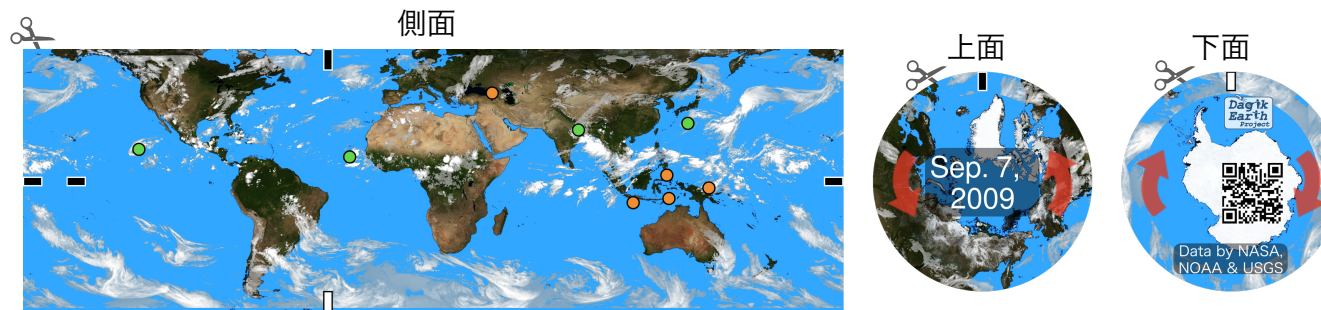 側面
上面
下面
Sep. 7,
2009
Dagik
Earth
Project
Data by NASA,
NOAA & USGS